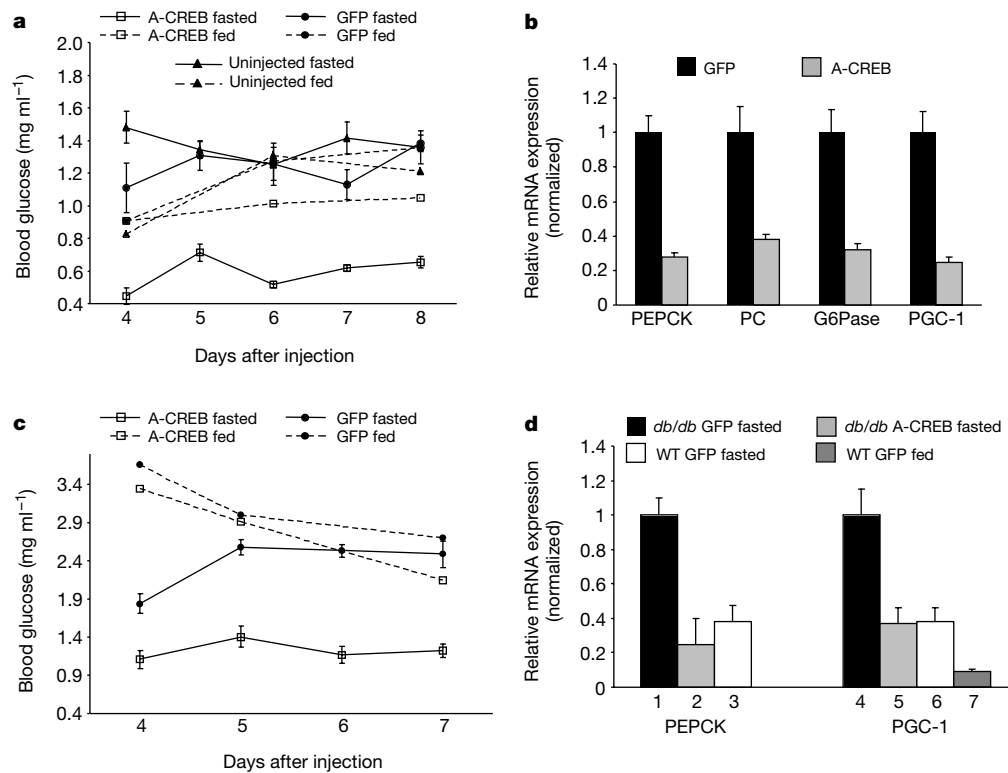 a
A-CREB fasted GFP fasted
A-CREB fed GFP fed
Uninjected fasted
Uninjected fed
Blood glucose (mg ml⁻¹)
2.0
1.8
1.6
1.4
1.2
1.0
0.8
0.6
0.4
4 5 6 7 8
Days after injection
b
GFP A-CREB
Relative mRNA expression
(normalized)
1.4
1.2
1
0.8
0.6
0.4
0.2
0
PEPCK PC G6Pase PGC-1
c
A-CREB fasted GFP fasted
A-CREB fed GFP fed
Blood glucose (mg ml⁻¹)
3.4
2.9
2.4
1.9
1.4
0.9
0.4
4 5 6 7
Days after injection
d
db/db GFP fasted db/db A-CREB fasted
WT GFP fasted WT GFP fed
Relative mRNA expression
(normalized)
1.4
1.2
1
0.8
0.6
0.4
0.2
0
1 2 3 4 5 6 7
PEPCK PGC-1